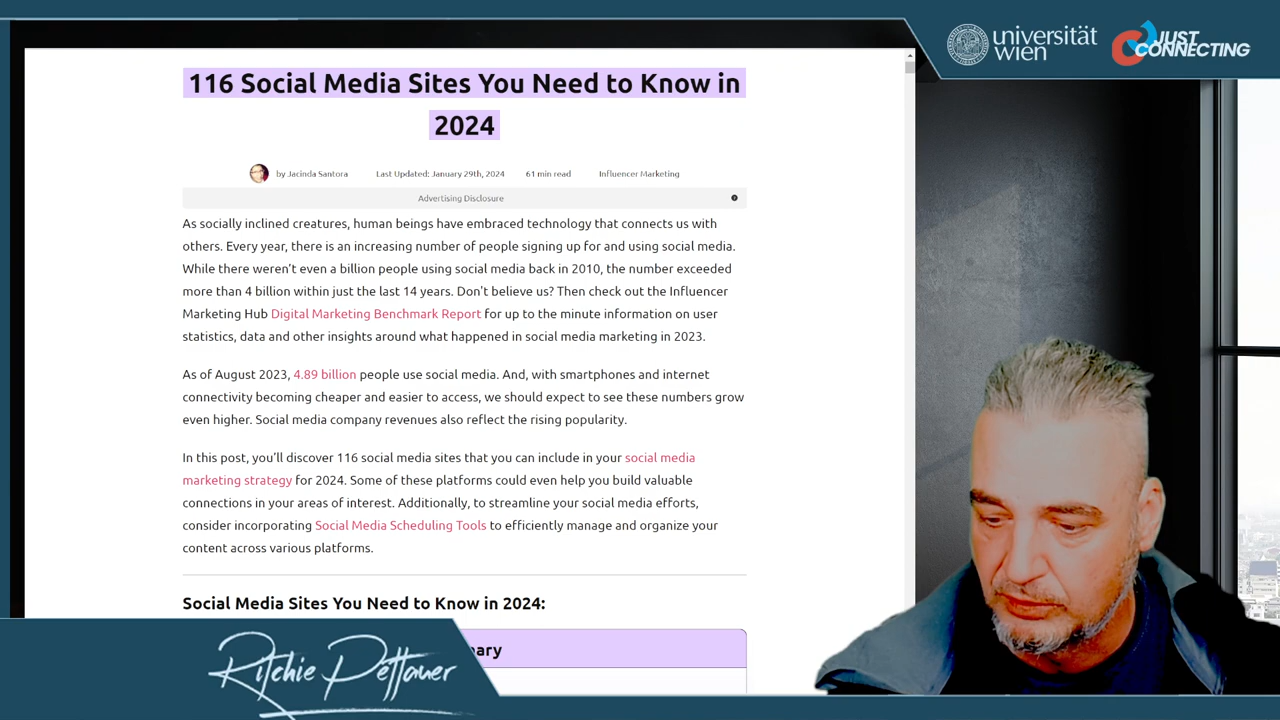 universität
wien
JUST
CONNECTING
116 Social Media Sites You Need to Know in
2024
by Jacinda Santora Last Updated: January 29th, 2024 61 min read Influencer Marketing
Advertising Disclosure
As socially inclined creatures, human beings have embraced technology that connects us with
others. Every year, there is an increasing number of people signing up for and using social media.
While there weren't even a billion people using social media back in 2010, the number exceeded
more than 4 billion within just the last 14 years. Don't believe us? Then check out the Influencer
Marketing Hub Digital Marketing Benchmark Report for up to the minute information on user
statistics, data and other insights around what happened in social media marketing in 2023.
As of August 2023, 4.89 billion people use social media. And, with smartphones and internet
connectivity becoming cheaper and easier to access, we should expect to see these numbers grow
even higher. Social media company revenues also reflect the rising popularity.
In this post, you'll discover 116 social media sites that you can include in your social media
marketing strategy for 2024. Some of these platforms could even help you build valuable
connections in your areas of interest. Additionally, to streamline your social media efforts,
consider incorporating Social Media Scheduling Tools to efficiently manage and organize your
content across various platforms.
Social Media Sites You Need to Know in 2024:
Ritchie Pettauer